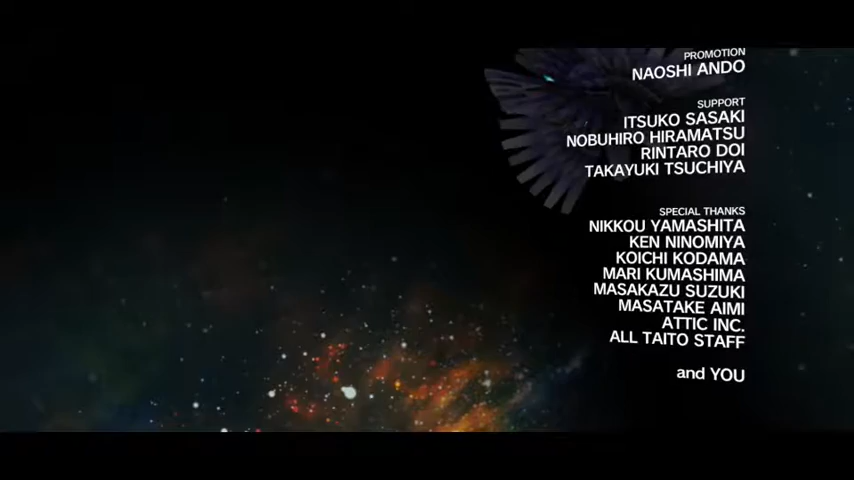 PROMOTION
NAOSHI ANDO
SUPPORT
ITSUKO SASAKI
NOBUHIRO HIRAMATSU
RINTARO DOI
TAKAYUKI TSUCHIYA
SPECIAL THANKS
NIKKOU YAMASHITA
KEN NINOMIYA
KOICHI KODAMA
MARI KUMASHIMA
MASAKAZU SUZUKI
MASATAKE AIMI
ATTIC INC.
ALL TAITO STAFF
and YOU